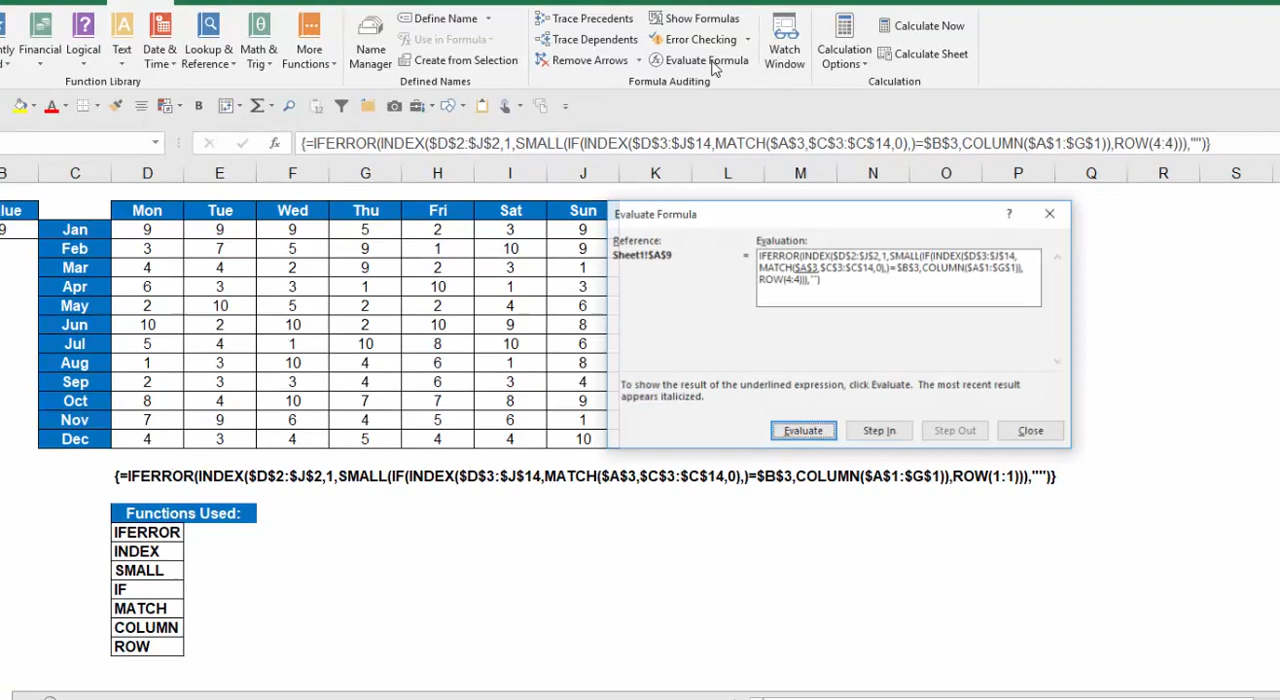 Define Name
Trace Precedents
Show Formulas
Calculate Now
Use in Formula
Trace Dependents
Error Checking
Calculate Sheet
Create from Selection
Remove Arrows
Evaluate Formula
Financial Logical Text Date & Time Lookup & Reference Math & Trig More Functions
Name Manager
Watch Window
Calculation Options
Function Library
Defined Names
Formula Auditing
Calculation
{=IFERROR(INDEX($D$2:$J$2,1,SMALL(IF(INDEX($D$3:$J$14,MATCH($A$3,$C$3:$C$14,0),)=$B$3,COLUMN($A$1:$G$1)),ROW(4:4))),"")}
B C D E F G H I J K L M N O P Q R S
Mon Tue Wed Thu Fri Sat Sun
9 Jan 9 9 9 5 2 3 9
Feb 3 7 5 9 1 10 9
Mar 4 4 2 9 2 3 1
Apr 6 3 3 1 10 1 3
May 2 10 5 2 2 4 6
Jun 10 2 10 2 10 9 8
Jul 5 4 1 10 8 10 6
Aug 1 3 10 4 6 1 8
Sep 2 3 3 4 6 3 4
Oct 8 4 10 7 7 8 9
Nov 7 9 6 4 5 6 1
Dec 4 3 4 5 4 4 10
Evaluate Formula
Reference:
Evaluation:
Sheet1!$A$9
=
IFERROR(INDEX($D$2:$J$2,1,SMALL(IF(INDEX($D$3:$J$14,
MATCH($A$3,$C$3:$C$14,0),)=$B$3,COLUMN($A$1:$G$1)),
ROW(4:4))),"")
To show the result of the underlined expression, click Evaluate. The most recent result
appears italicized.
Evaluate Step In Step Out Close
{=IFERROR(INDEX($D$2:$J$2,1,SMALL(IF(INDEX($D$3:$J$14,MATCH($A$3,$C$3:$C$14,0),)=$B$3,COLUMN($A$1:$G$1)),ROW(1:1))),"")}
Functions Used:
IFERROR
INDEX
SMALL
IF
MATCH
COLUMN
ROW